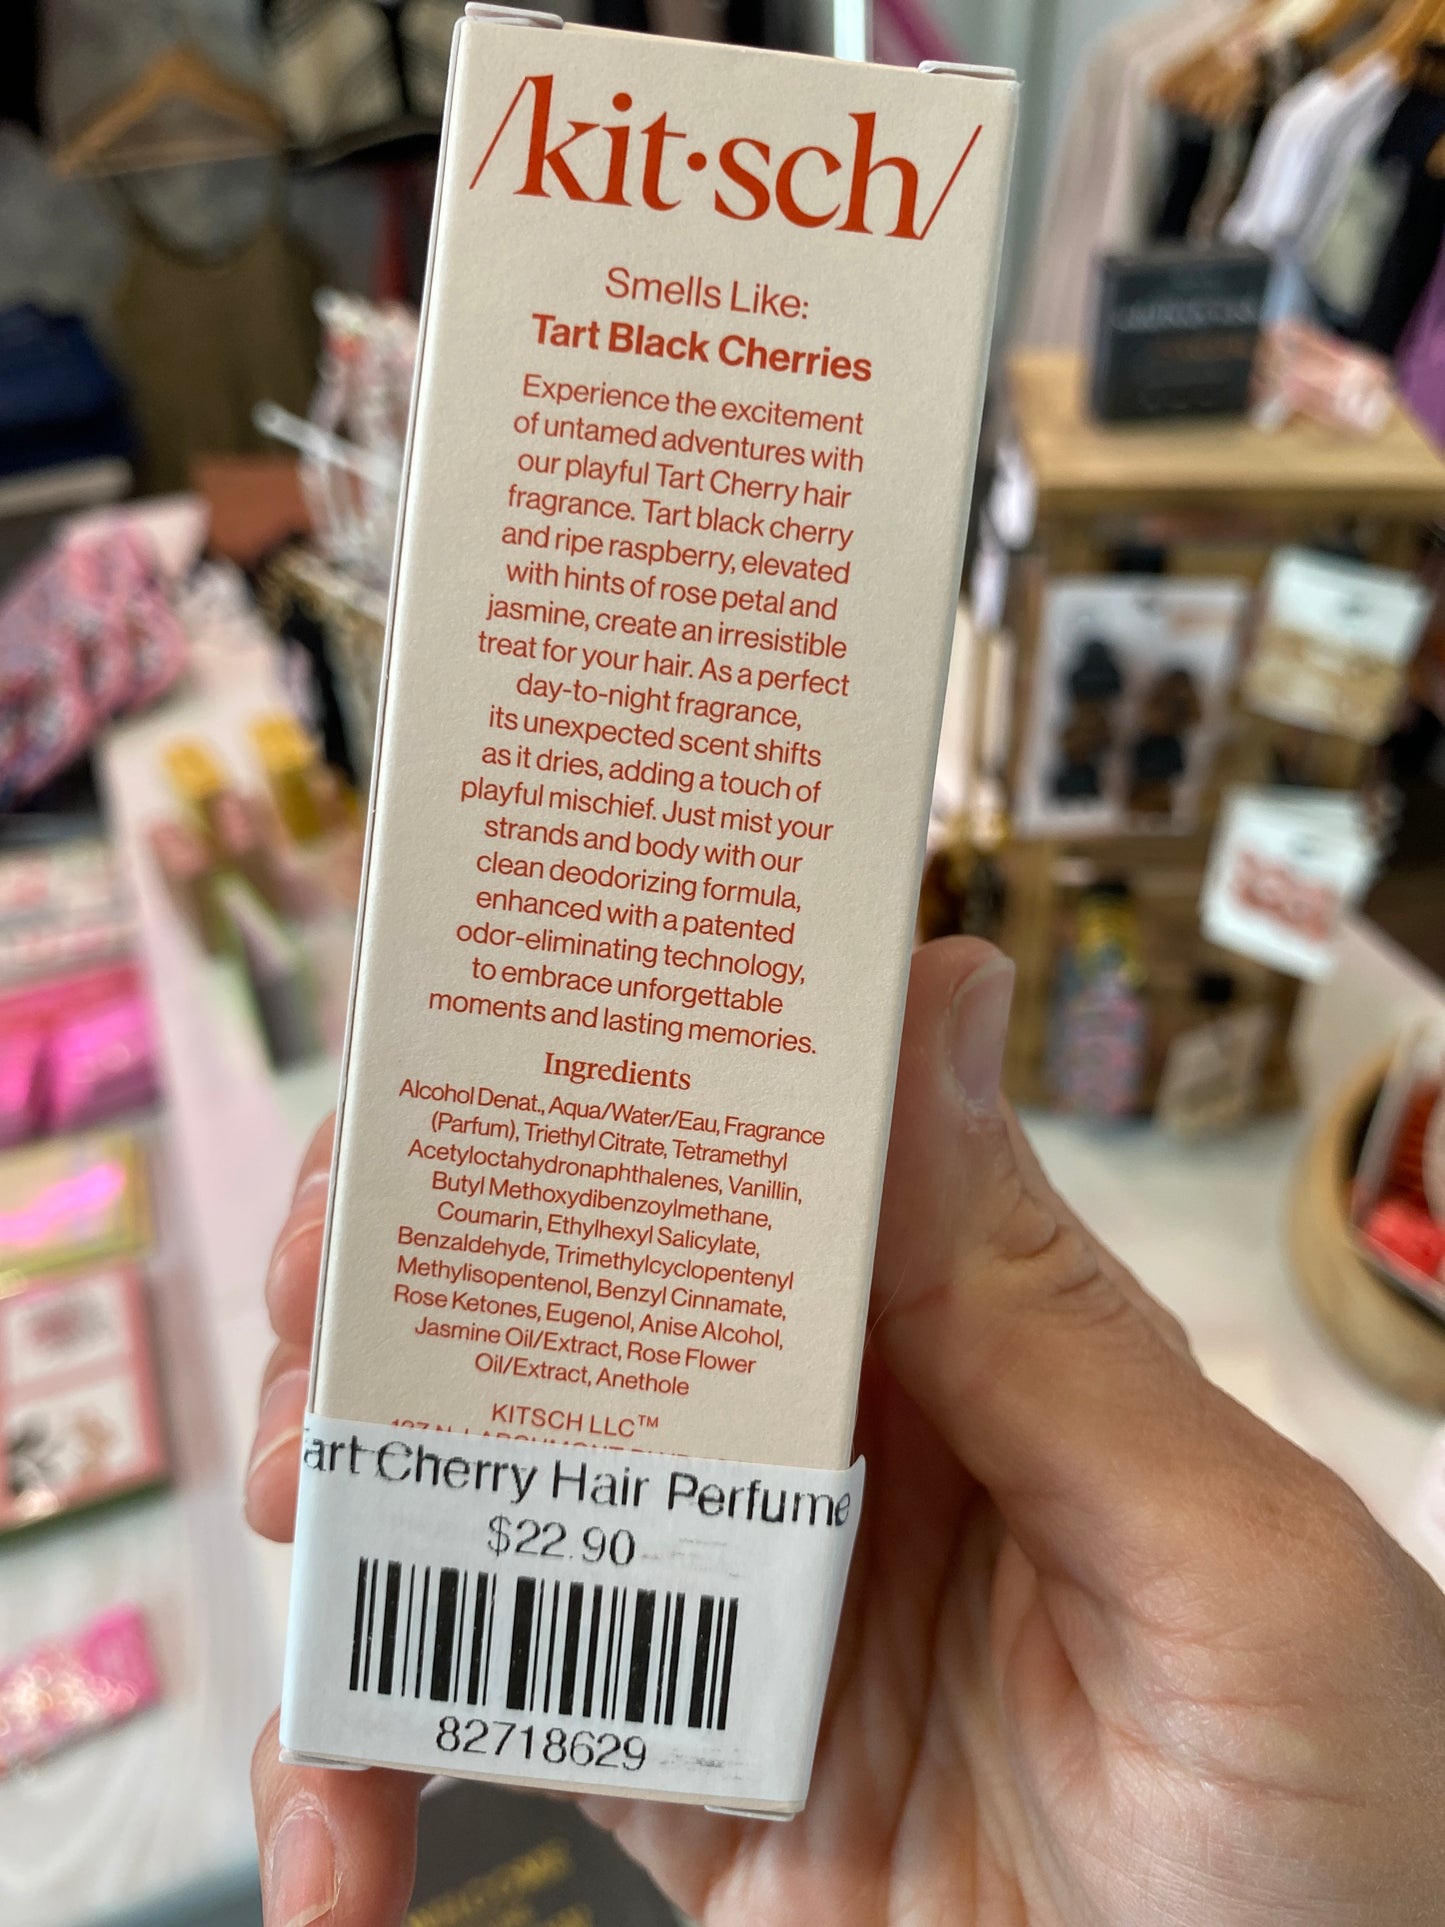 /kit·sch/
Smells Like:
Tart Black Cherries
Experience the excitement
of untamed adventures with
our playful Tart Cherry hair
fragrance. Tart black cherry
and ripe raspberry, elevated
with hints of rose petal and
jasmine, create an irresistible
treat for your hair. As a perfect
day-to-night fragrance,
its unexpected scent shifts
as it dries, adding a touch of
playful mischief. Just mist your
strands and body with our
clean deodorizing formula,
enhanced with a patented
odor-eliminating technology,
to embrace unforgettable
moments and lasting memories.
Ingredients
Alcohol Denat., Aqua/Water/Eau, Fragrance
(Parfum), Triethyl Citrate, Tetramethyl
Acetyloctahydronaphthalenes, Vanillin,
Butyl Methoxydibenzoylmethane,
Coumarin, Ethylhexyl Salicylate,
Benzaldehyde, Trimethylcyclopentenyl
Methylisopentenol, Benzyl Cinnamate,
Rose Ketones, Eugenol, Anise Alcohol,
Jasmine Oil/Extract, Rose Flower
Oil/Extract, Anethole
KITSCH LLC™
art Cherry Hair Perfume
$22.90
82718629